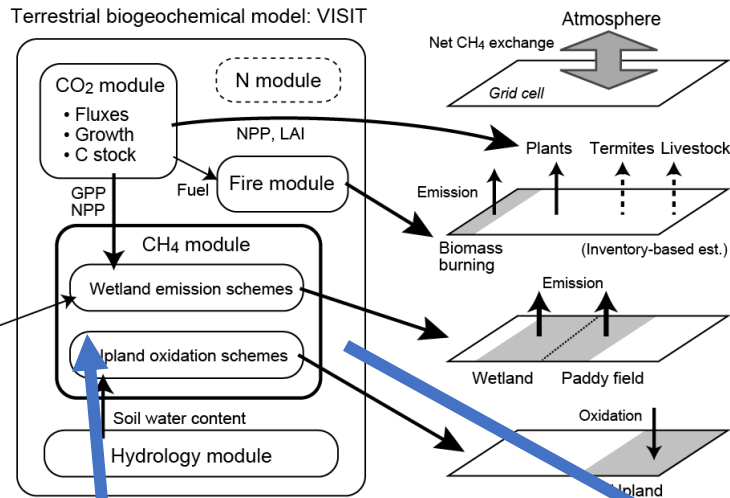 Terrestrial biogeochemical model: VISIT
CO2 module
• Fluxes
• Growth
• C stock
N module
NPP, LAI
Fuel
Fire module
GPP
NPP
CH4 module
Wetland emission schemes
Upland oxidation schemes
Soil water content
Hydrology module
Atmosphere
Net CH4 exchange
Grid cell
Plants
Termites
Livestock
Emission
Biomass
burning
(Inventory-based est.)
Emission
Wetland
Paddy field
Oxidation
Upland